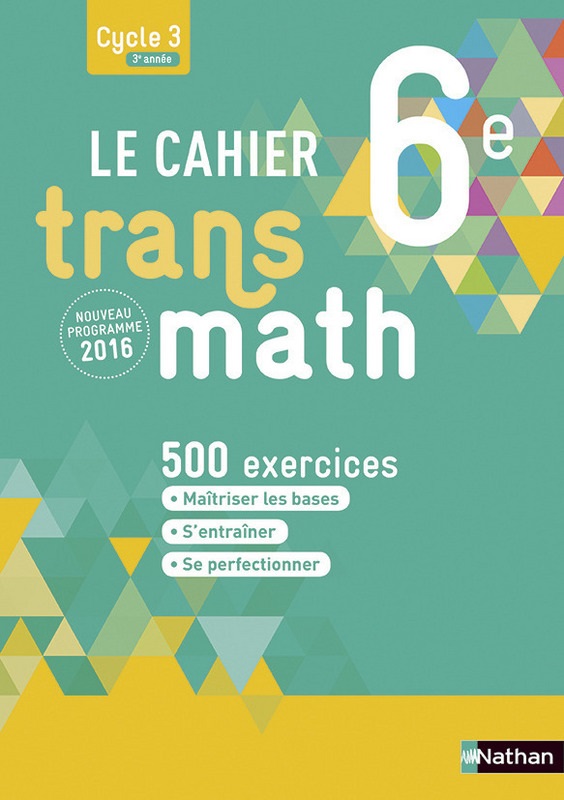 Cycle 3
3e année
6e
LE CAHIER
trans
math
NOUVEAU
PROGRAMME
2016
500 exercices
• Maîtriser les bases
• S'entraîner
• Se perfectionner
Nathan